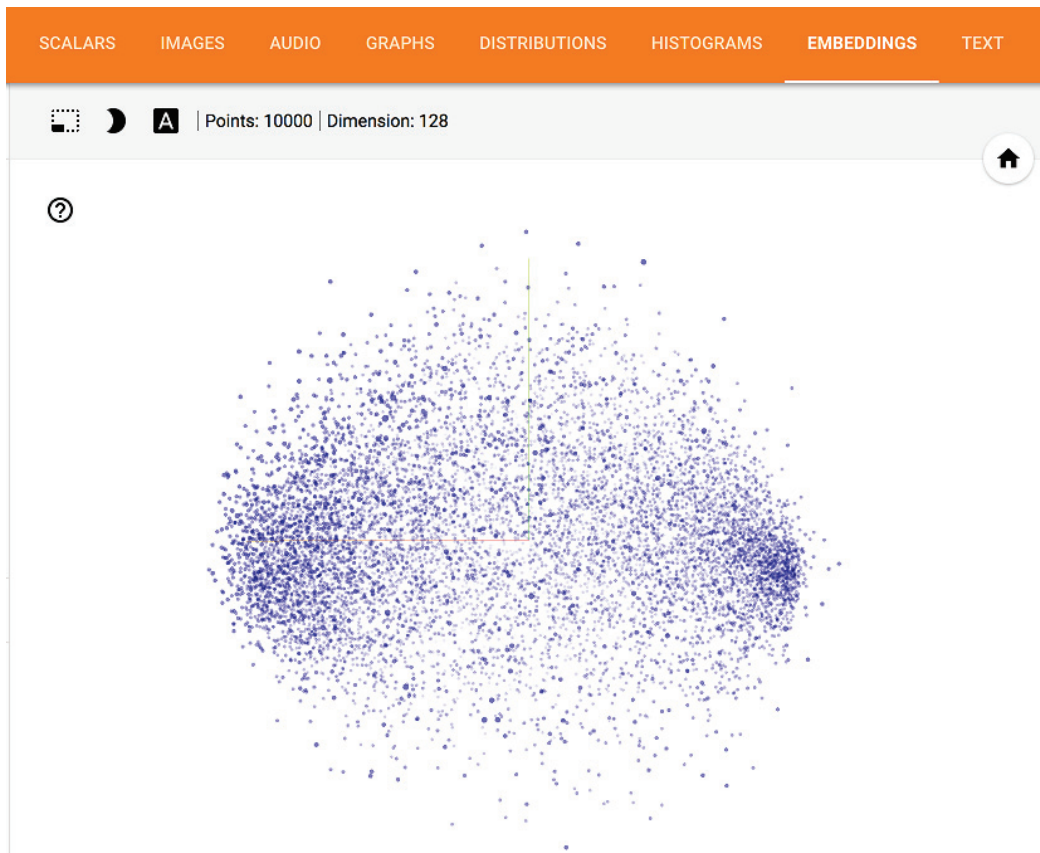 SCALARS IMAGES AUDIO GRAPHS DISTRIBUTIONS HISTOGRAMS EMBEDDINGS TEXT
A | Points: 10000 | Dimension: 128